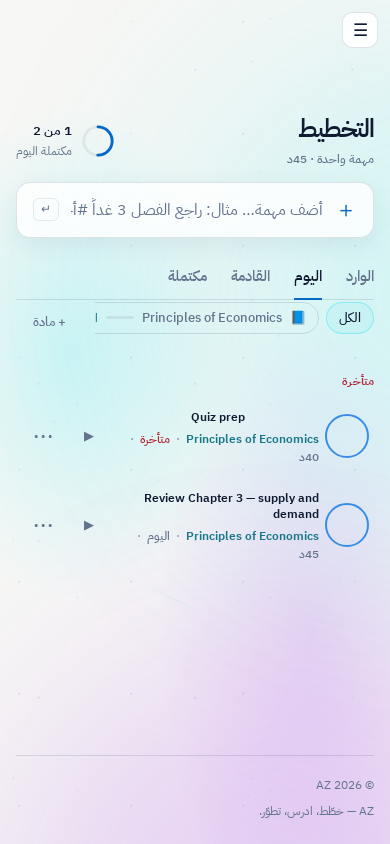 ☰
التخطيط
مهمة واحدة · 45د
1 من 2
مهمتك اليوم
+ أضف مهمة… مثال: راجع الفصل 3 غداً #أ. ↵
الوارد
اليوم
القادمة
مكتملة
الكل
📘 Principles of Economics
+ مادة
متأخرة
Quiz prep
Principles of Economics · متأخرة ·
40د
Review Chapter 3 — supply and
demand
Principles of Economics · اليوم ·
45د
© 2026 AZ
AZ — خطّط، ادرس، تطوّر.